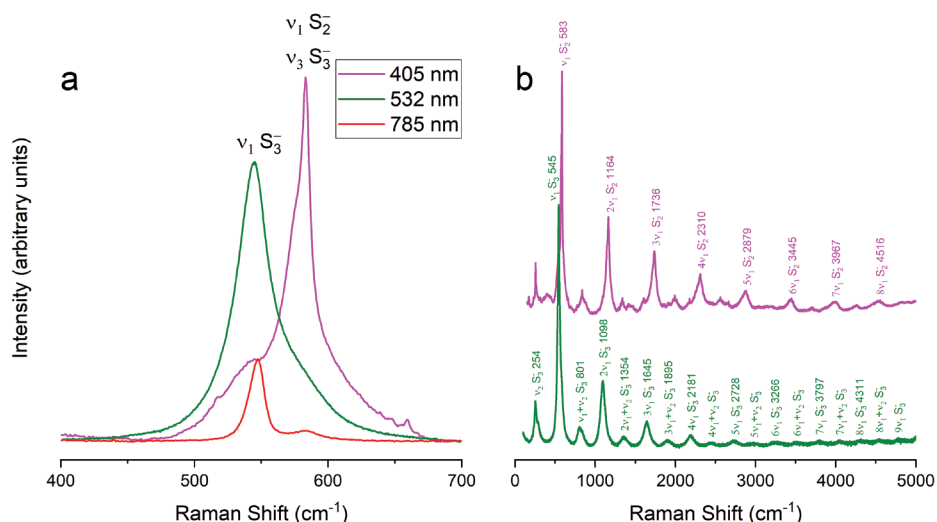 a
ν₁ S₂⁻
ν₃ S₃⁻
ν₁ S₃⁻
405 nm
532 nm
785 nm
Intensity (arbitrary units)
400 500 600 700
Raman Shift (cm⁻¹)
b
ν₁ S₂⁻ 583
2ν₁ S₂⁻ 1164
3ν₁ S₂⁻ 1736
4ν₁ S₂⁻ 2310
5ν₁ S₂⁻ 2879
6ν₁ S₂⁻ 3445
7ν₁ S₂⁻ 3967
8ν₁ S₂⁻ 4516
ν₂ S₃⁻ 254
ν₁ S₃⁻ 545
ν₁+ν₂ S₃⁻ 801
2ν₁ S₃⁻ 1098
2ν₁+ν₂ S₃⁻ 1354
3ν₁ S₃⁻ 1645
3ν₁+ν₂ S₃⁻ 1895
4ν₁ S₃⁻ 2181
4ν₁+ν₂ S₃⁻
5ν₁ S₃⁻ 2728
5ν₁+ν₂ S₃⁻
6ν₁ S₃⁻ 3266
6ν₁+ν₂ S₃⁻
7ν₁ S₃⁻ 3797
7ν₁+ν₂ S₃⁻
8ν₁ S₃⁻ 4311
8ν₁+ν₂ S₃⁻
9ν₁ S₃⁻
0 1000 2000 3000 4000 5000
Raman Shift (cm⁻¹)